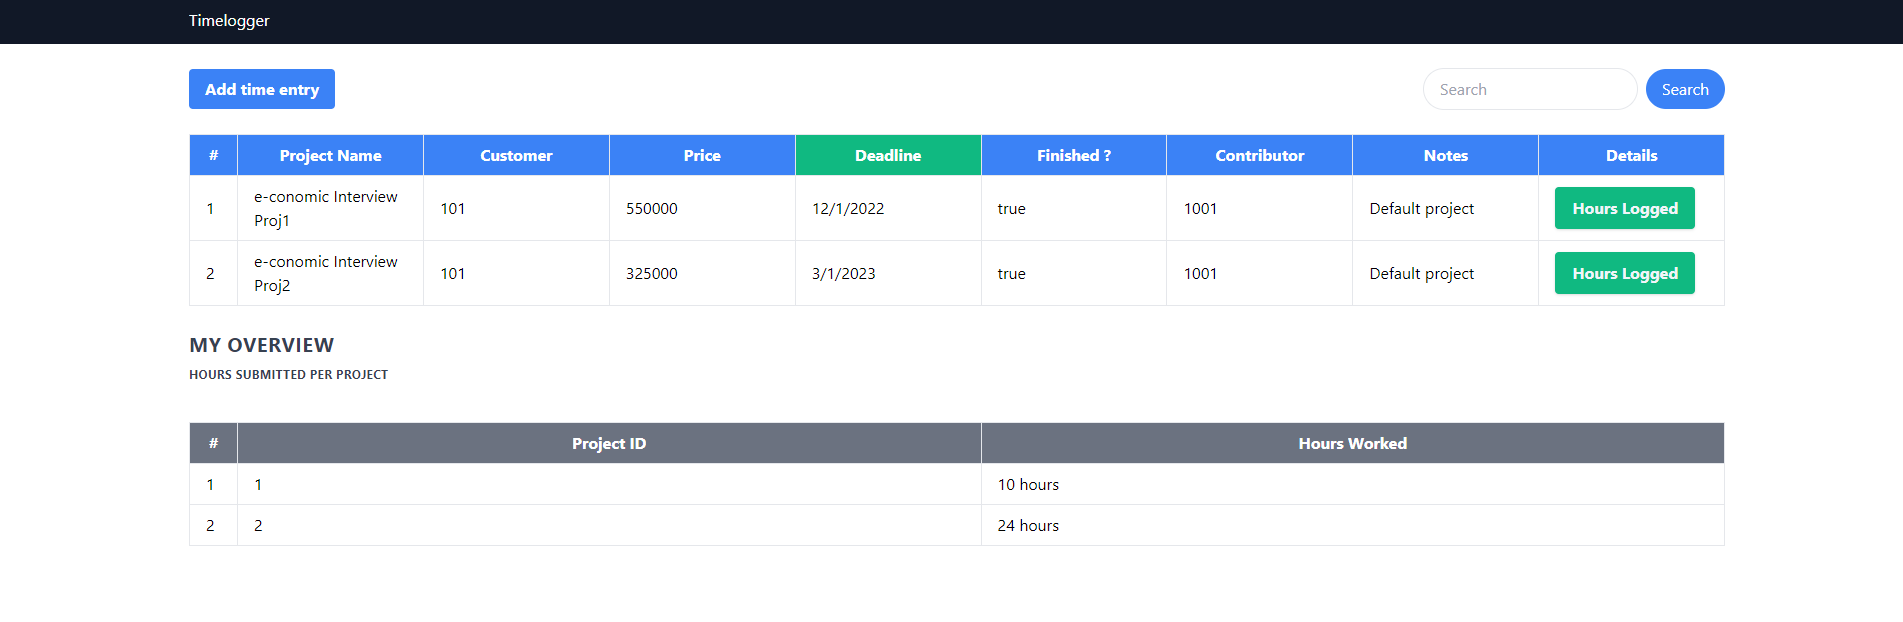 Timelogger
Add time entry
Search Search
# Project Name Customer Price Deadline Finished ? Contributor Notes Details
1 e-conomic Interview Proj1 101 550000 12/1/2022 true 1001 Default project Hours Logged
2 e-conomic Interview Proj2 101 325000 3/1/2023 true 1001 Default project Hours Logged
MY OVERVIEW
HOURS SUBMITTED PER PROJECT
# Project ID Hours Worked
1 1 10 hours
2 2 24 hours